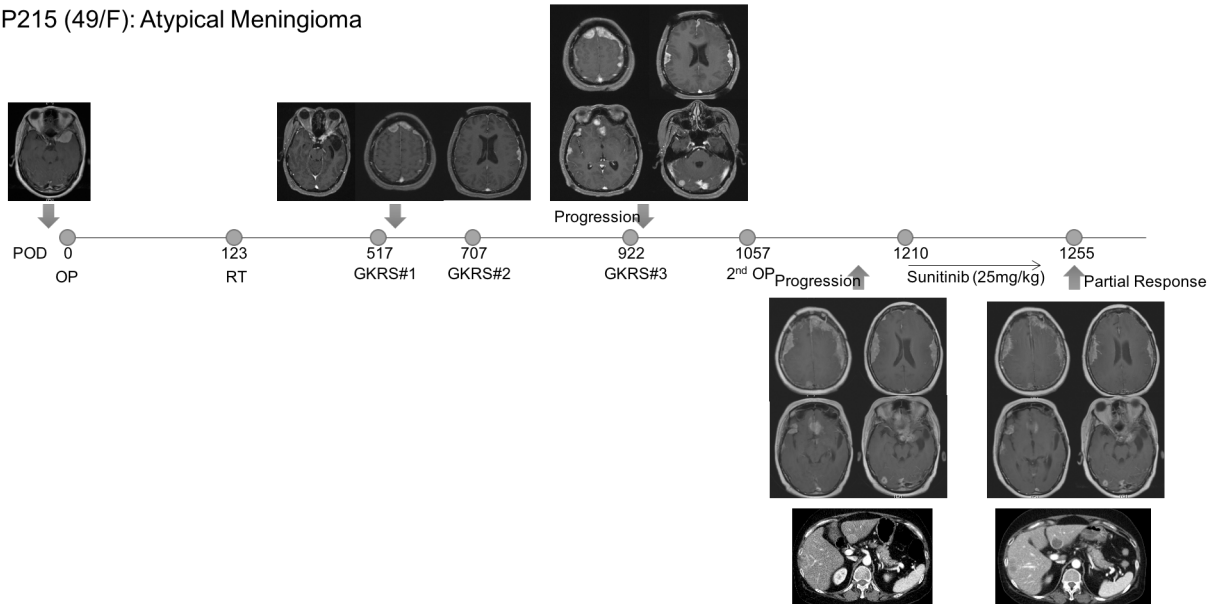 P215 (49/F): Atypical Meningioma
Progression
POD 0 123 517 707 922 1057 1210 1255
OP RT GKRS#1 GKRS#2 GKRS#3 2nd OP Progression Sunitinib (25mg/kg) Partial Response